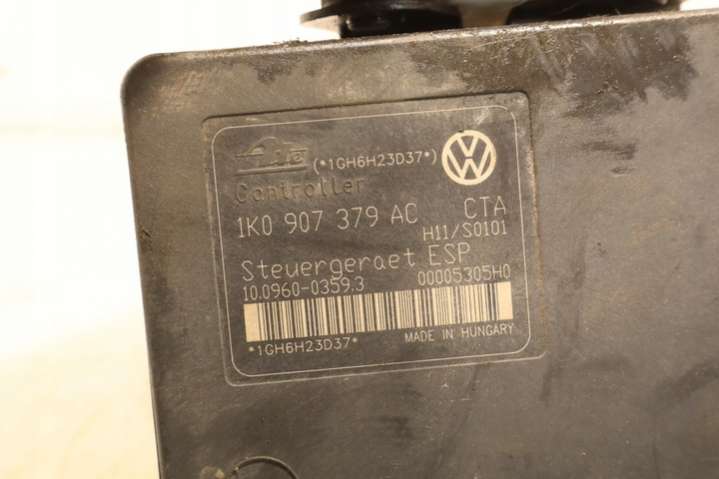 Ate (*1GH6H23D37*)
Controller
1K0 907 379 AC CTA
H11/S0101
Steuergeraet ESP
10.0960-0359.3 00005305H0
*1GH6H23D37* MADE IN HUNGARY